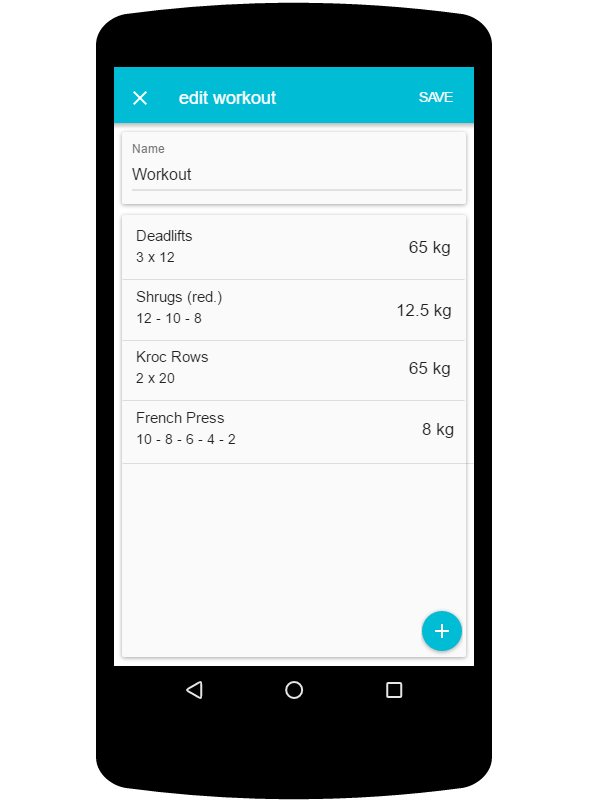 edit workout SAVE
Name
Workout
Deadlifts
3 x 12
65 kg
Shrugs (red.)
12 - 10 - 8
12.5 kg
Kroc Rows
2 x 20
65 kg
French Press
10 - 8 - 6 - 4 - 2
8 kg